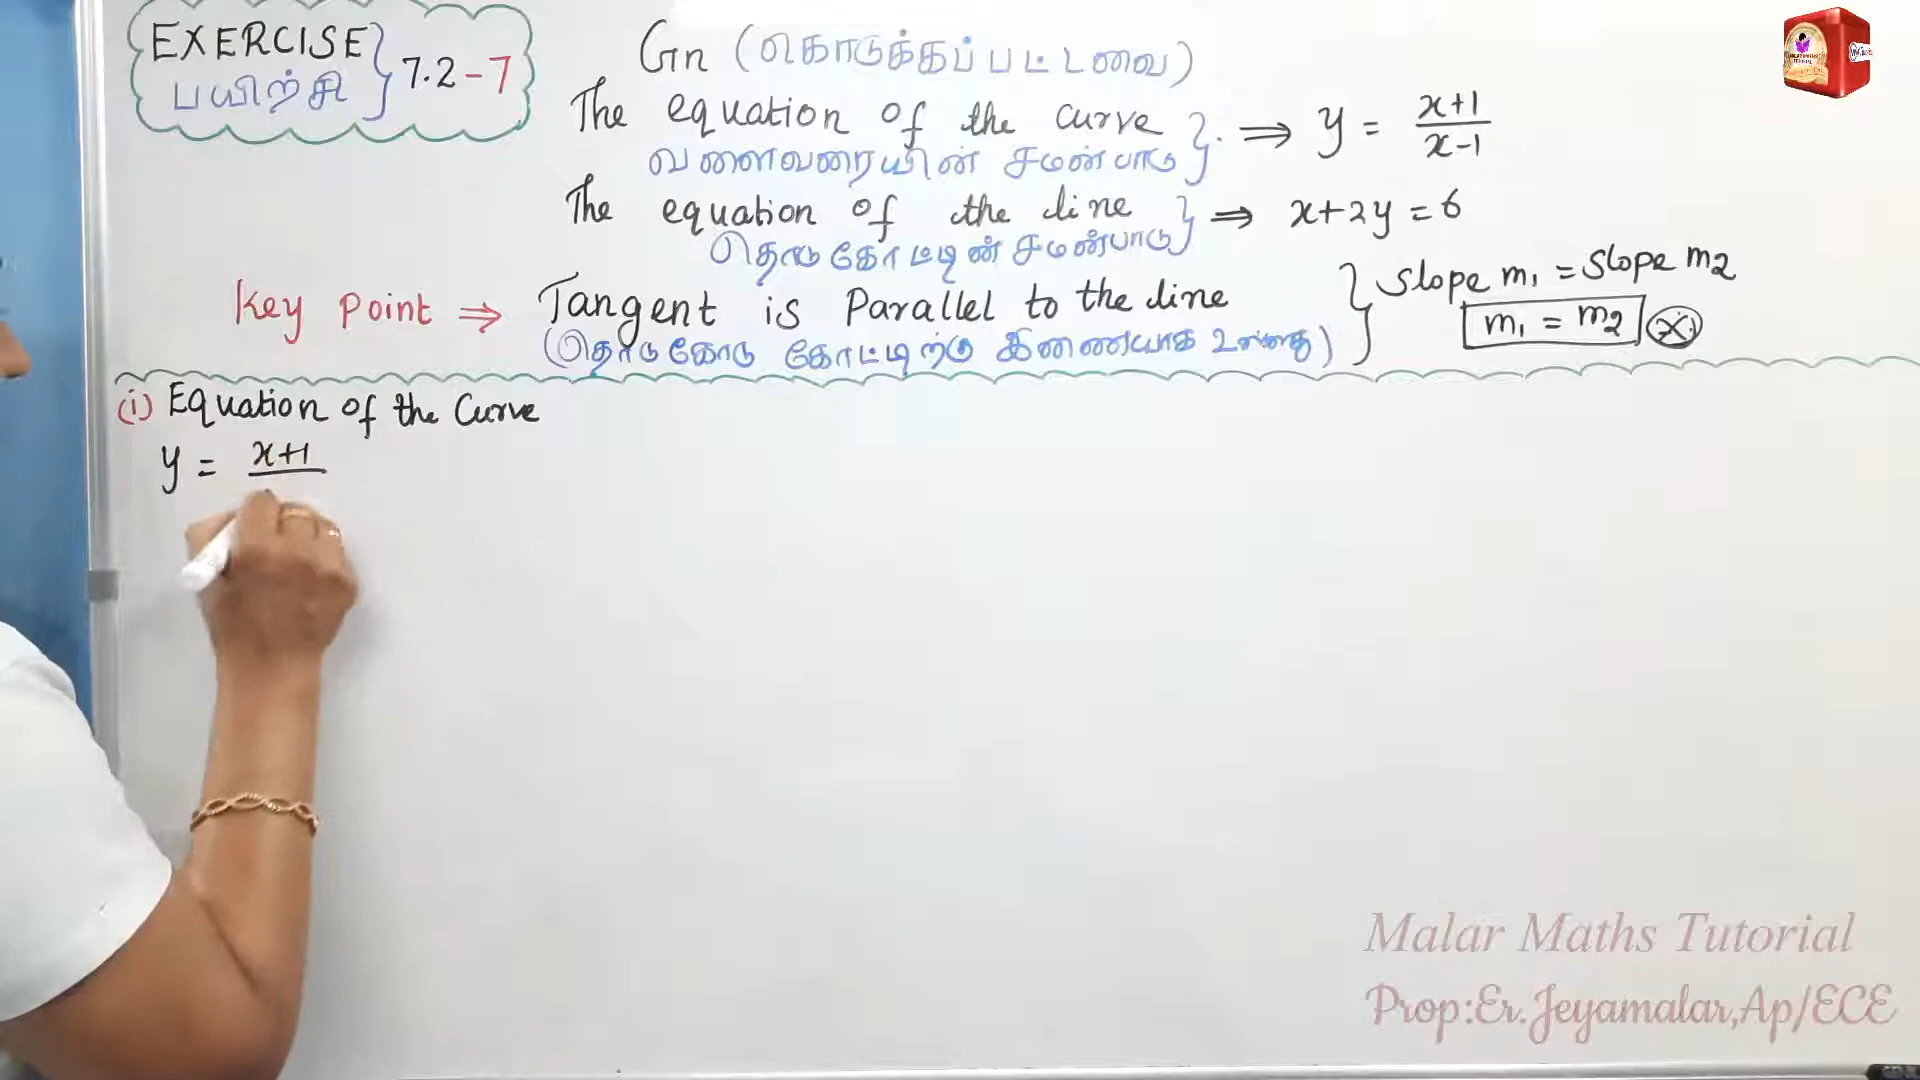 EXERCISE
பயிற்சி } 7.2-7
Gn (கொடுக்கப்பட்டவை)
The equation of the curve
வளைவரையின் சமன்பாடு }. ⇒ y = x+1 / x-1
The equation of the line
தொடுகோட்டின் சமன்பாடு } ⇒ x+2y = 6
Key Point ⇒ Tangent is Parallel to the line
(தொடுகோடு கோட்டிற்கு இணையாக உள்ளது)
} Slope m₁ = Slope m₂
m₁ = m₂
(i) Equation of the Curve
y = x+1
Malar Maths Tutorial
Prop:Er.Jeyamalar,Ap/ECE